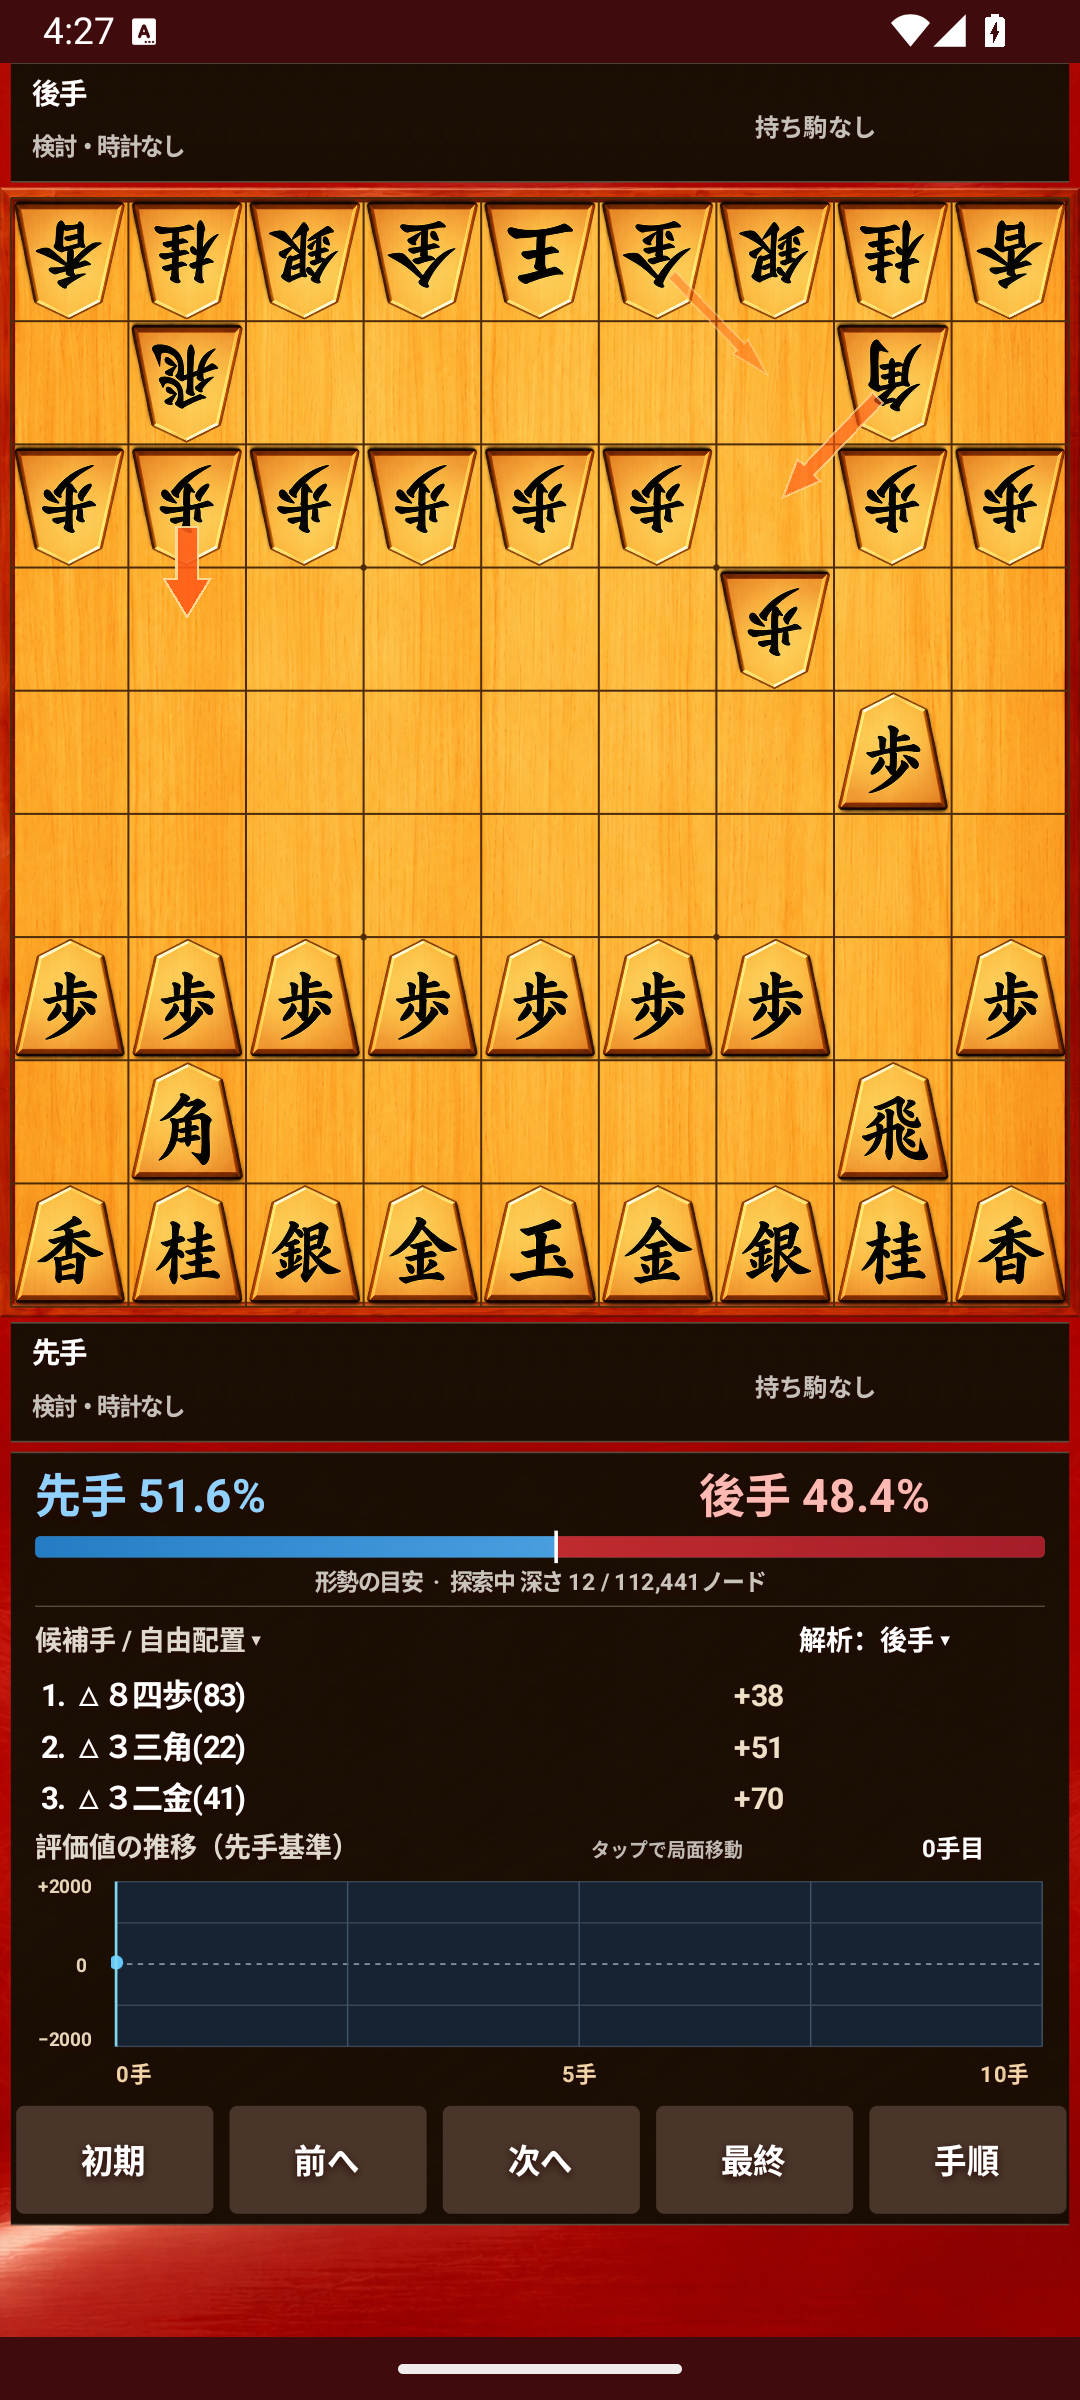 4:27 A
後手
検討・時計なし
持ち駒なし
香 桂 銀 金 王 金 銀 桂 香
飛 角
歩 歩 歩 歩 歩 歩 歩 歩
歩
歩
歩 歩 歩 歩 歩 歩 歩 歩
角 飛
香 桂 銀 金 玉 金 銀 桂 香
先手
検討・時計なし
持ち駒なし
先手 51.6% 後手 48.4%
形勢の目安 · 探索中 深さ 12 / 112,441ノード
候補手 / 自由配置 ▾ 解析：後手 ▾
1. △８四歩(83) +38
2. △３三角(22) +51
3. △３二金(41) +70
評価値の推移（先手基準） タップで局面移動 0手目
+2000
0
−2000
0手 5手 10手
初期 前へ 次へ 最終 手順